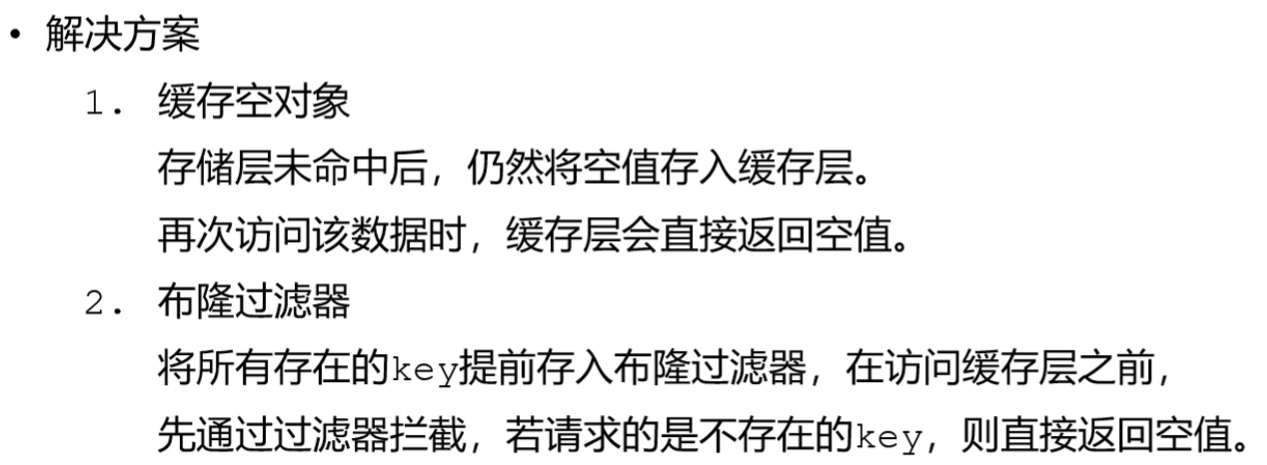 • 解决方案
1. 缓存空对象
存储层未命中后，仍然将空值存入缓存层。
再次访问该数据时，缓存层会直接返回空值。
2. 布隆过滤器
将所有存在的key提前存入布隆过滤器，在访问缓存层之前，
先通过过滤器拦截，若请求的是不存在的key，则直接返回空值。